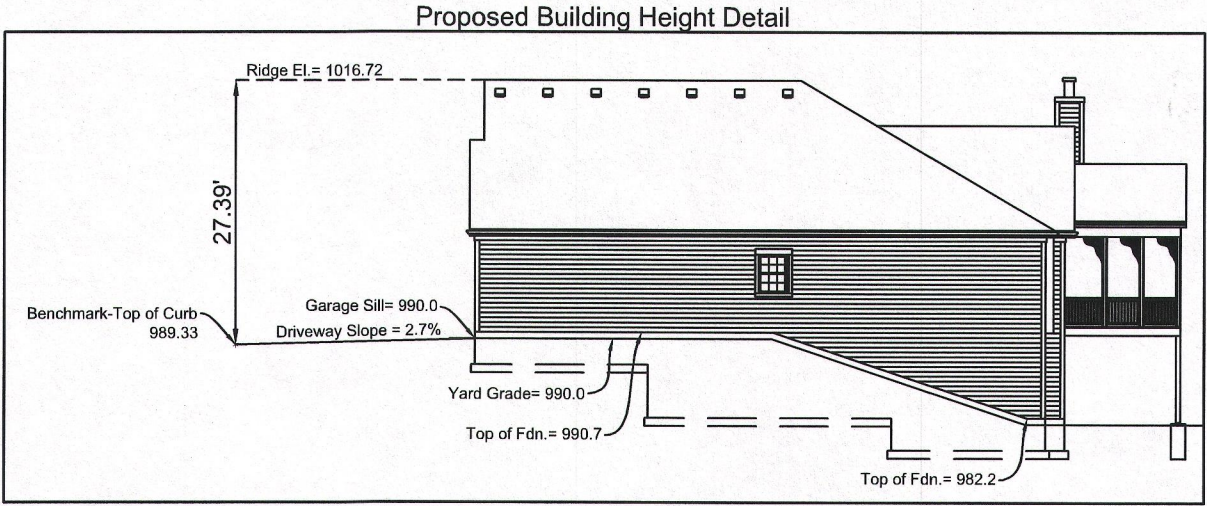 Proposed Building Height Detail
Ridge El.= 1016.72
27.39'
Benchmark-Top of Curb
989.33
Garage Sill= 990.0
Driveway Slope = 2.7%
Yard Grade= 990.0
Top of Fdn.= 990.7
Top of Fdn.= 982.2